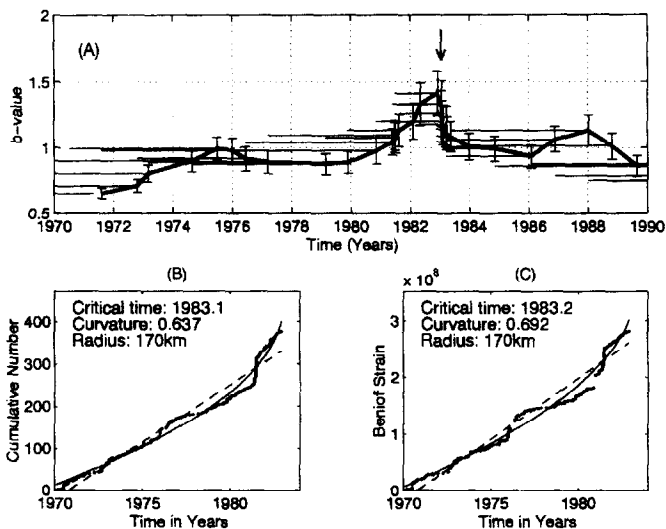 2
(A)
1.5
b-value
1
0.5
1970 1972 1974 1976 1978 1980 1982 1984 1986 1988 1990
Time (Years)
(B)
Critical time: 1983.1
Curvature: 0.637
Radius: 170km
400
300
200
100
0
Cumulative Number
1970 1975 1980
Time in Years
(C)
x 10⁸
Critical time: 1983.2
Curvature: 0.692
Radius: 170km
3
2
1
0
Beniof Strain
1970 1975 1980
Time in Years